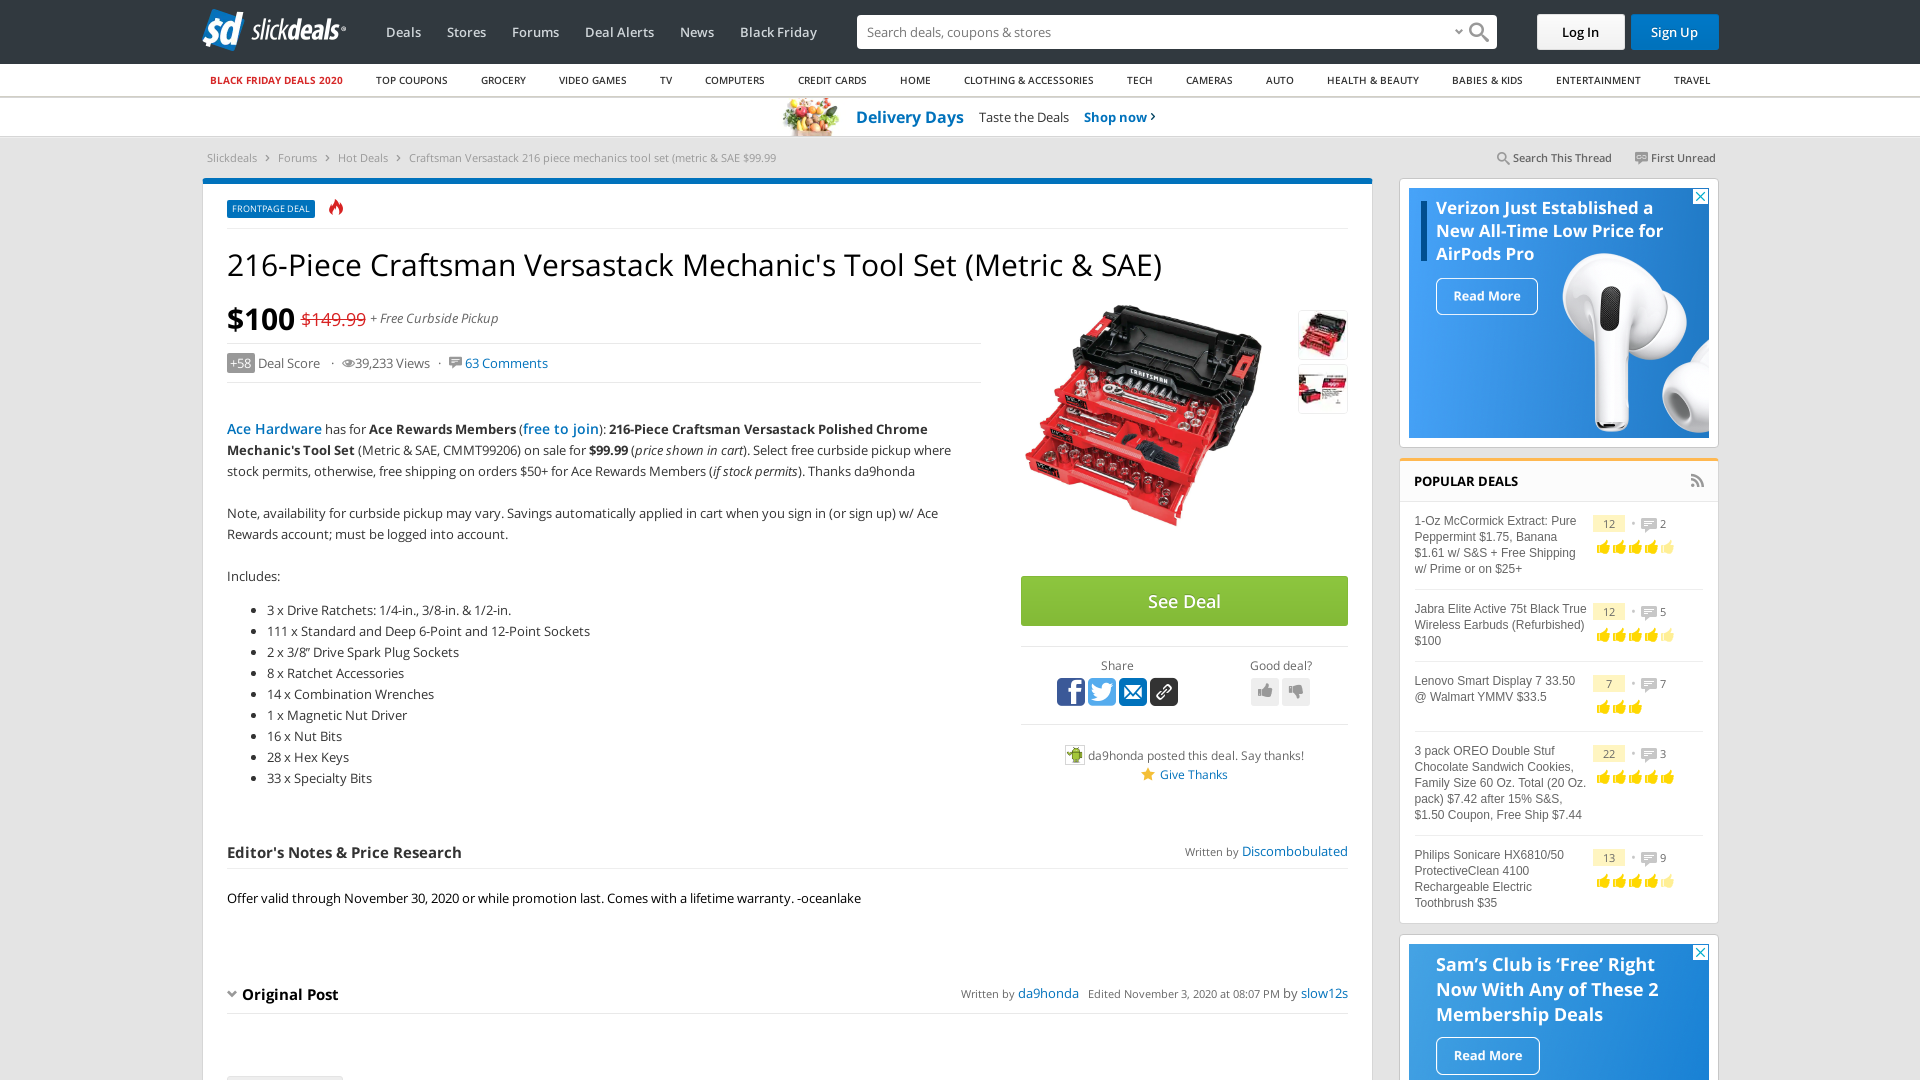 slickdeals
Deals Stores Forums Deal Alerts News Black Friday
Search deals, coupons & shops
Log In
Sign Up
BLACK FRIDAY DEALS 2020 TOP COUPONS GROCERY VIDEO GAMES TV COMPUTERS CREDIT CARDS HOME CLOTHING & ACCESSORIES TECH CAMERAS AUTO HEALTH & BEAUTY BABIES & KIDS ENTERTAINMENT TRAVEL
Delivery Days Taste the Deals Shop now ›
Slickdeals › Forums › Hot Deals › Craftsman Versastack 216 piece mechanics tool set (metric & SAE $99.99
Search This Thread First Unread
FRONTPAGE DEAL
216-Piece Craftsman Versastack Mechanic's Tool Set (Metric & SAE)
$100 $149.99 + Free Curbside Pickup
+58 Deal Score · 39,233 Views · 63 Comments
Ace Hardware has for Ace Rewards Members (free to join): 216-Piece Craftsman Versastack Polished Chrome
Mechanic's Tool Set (Metric & SAE, CMMT99206) on sale for $99.99 (price shown in cart). Select free curbside pickup where
stock permits, otherwise, free shipping on orders $50+ for Ace Rewards Members (if stock permits). Thanks da9honda
Note, availability for curbside pickup may vary. Savings automatically applied in cart when you sign in (or sign up) w/ Ace
Rewards account; must be logged into account.
Includes:
• 3 x Drive Ratchets: 1/4-in., 3/8-in. & 1/2-in.
• 111 x Standard and Deep 6-Point and 12-Point Sockets
• 2 x 3/8” Drive Spark Plug Sockets
• 8 x Ratchet Accessories
• 14 x Combination Wrenches
• 1 x Magnetic Nut Driver
• 16 x Nut Bits
• 28 x Hex Keys
• 33 x Specialty Bits
CRAFTSMAN
See Deal
Share
Good deal?
da9honda posted this deal. Say thanks!
Give Thanks
Editor's Notes & Price Research
Written by Discombobulated
Offer valid through November 30, 2020 or while promotion last. Comes with a lifetime warranty. -oceanlake
Original Post
Written by da9honda Edited November 3, 2020 at 08:07 PM by slow12s
Verizon Just Established a
New All-Time Low Price for
AirPods Pro
Read More
POPULAR DEALS
1-Oz McCormick Extract: Pure
Peppermint $1.75, Banana
$1.61 w/ S&S + Free Shipping
w/ Prime or on $25+
12 • 2
Jabra Elite Active 75t Black True
Wireless Earbuds (Refurbished)
$100
12 • 5
Lenovo Smart Display 7 33.50
@ Walmart YMMV $33.5
7 • 7
3 pack OREO Double Stuf
Chocolate Sandwich Cookies,
Family Size 60 Oz. Total (20 Oz.
pack) $7.42 after 15% S&S,
$1.50 Coupon, Free Ship $7.44
22 • 3
Philips Sonicare HX6810/50
ProtectiveClean 4100
Rechargeable Electric
Toothbrush $35
13 • 9
Sam’s Club is ‘Free’ Right
Now With Any of These 2
Membership Deals
Read More